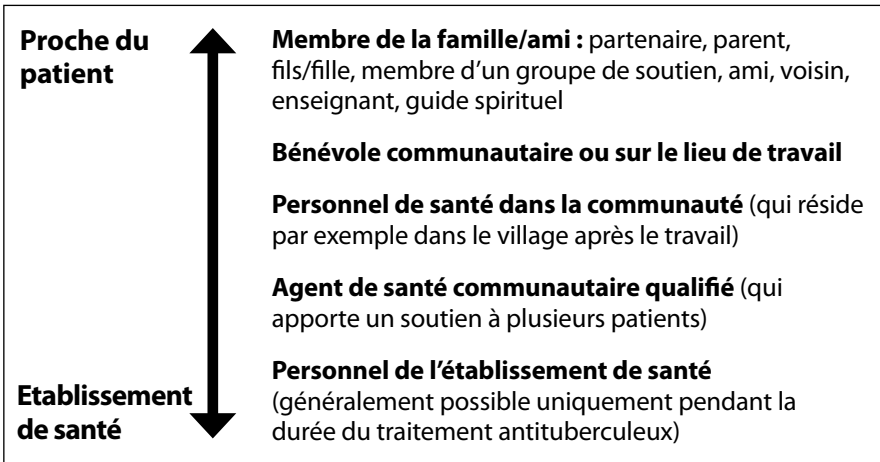 Proche du
patient
Membre de la famille/ami : partenaire, parent,
fils/fille, membre d'un groupe de soutien, ami, voisin,
enseignant, guide spirituel
Bénévole communautaire ou sur le lieu de travail
Personnel de santé dans la communauté (qui réside
par exemple dans le village après le travail)
Agent de santé communautaire qualifié (qui
apporte un soutien à plusieurs patients)
Personnel de l'établissement de santé
(généralement possible uniquement pendant la
durée du traitement antituberculeux)
Etablissement
de santé